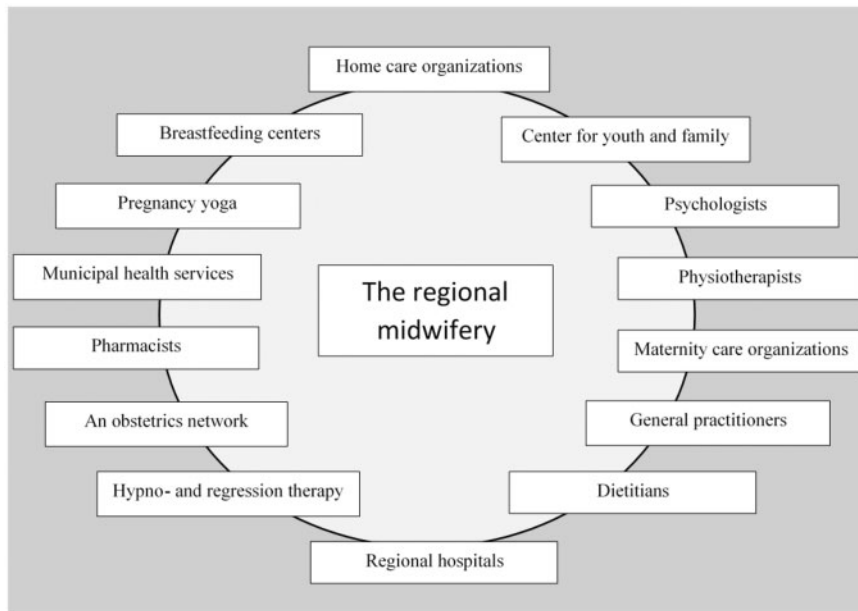 Home care organizations
Breastfeeding centers
Center for youth and family
Pregnancy yoga
Psychologists
Municipal health services
Physiotherapists
The regional
midwifery
Pharmacists
Maternity care organizations
An obstetrics network
General practitioners
Hypno- and regression therapy
Dietitians
Regional hospitals